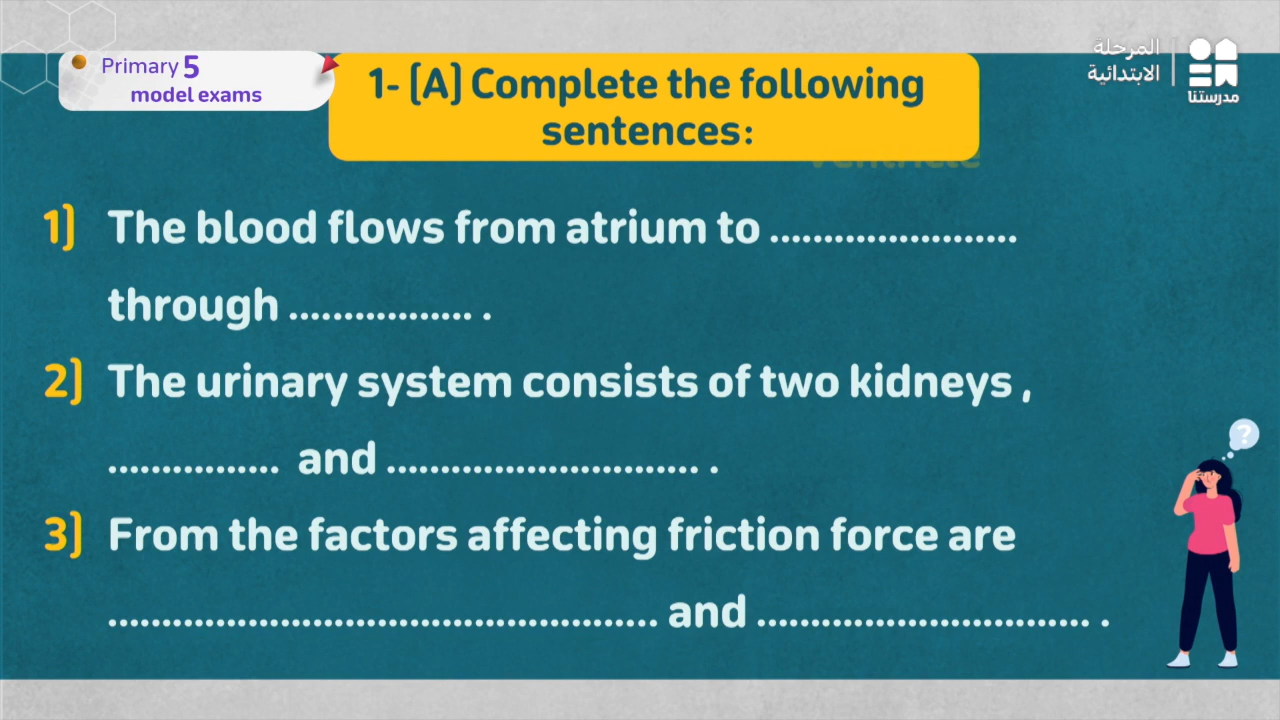 Primary 5
model exams
المرحلة
الابتدائية
مدرستنا
1- (A) Complete the following
sentences:
1) The blood flows from atrium to .......................
through ................. .
2) The urinary system consists of two kidneys ,
................ and ............................. .
3) From the factors affecting friction force are
................................................... and ............................... .
?